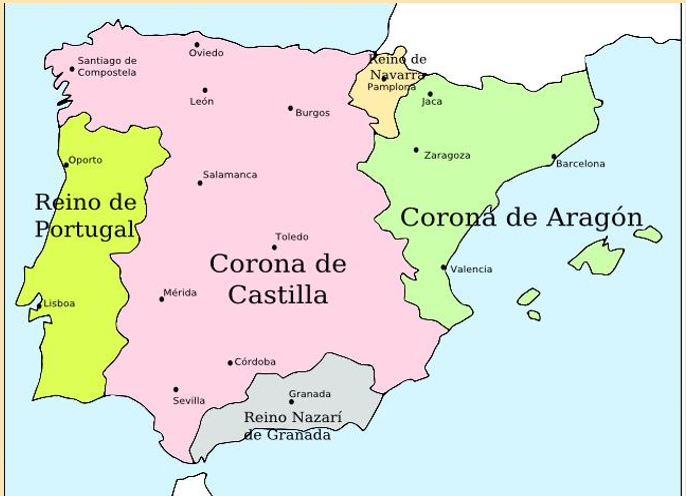 Oviedo
Santiago de
Compostela
León
Burgos
Reino de
Navarra
Pamplona
Jaca
Oporto
Salamanca
Zaragoza
Barcelona
Reino de
Portugal
Corona de Aragón
Toledo
Corona de
Castilla
Valencia
Mérida
Lisboa
Córdoba
Sevilla
Granada
Reino Nazarí
de Granada